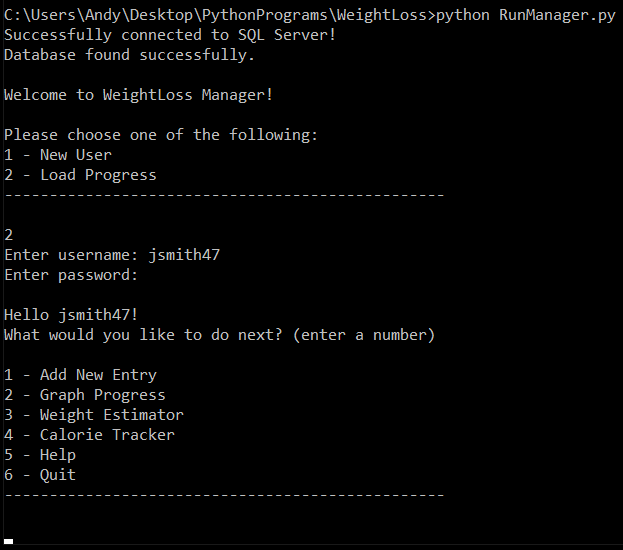 C:\Users\Andy\Desktop\PythonPrograms\WeightLoss>python RunManager.py
Successfully connected to SQL Server!
Database found successfully.
Welcome to WeightLoss Manager!
Please choose one of the following:
1 - New User
2 - Load Progress
-------------------------------------------------
2
Enter username: jsmith47
Enter password:
Hello jsmith47!
What would you like to do next? (enter a number)
1 - Add New Entry
2 - Graph Progress
3 - Weight Estimator
4 - Calorie Tracker
5 - Help
6 - Quit
-------------------------------------------------